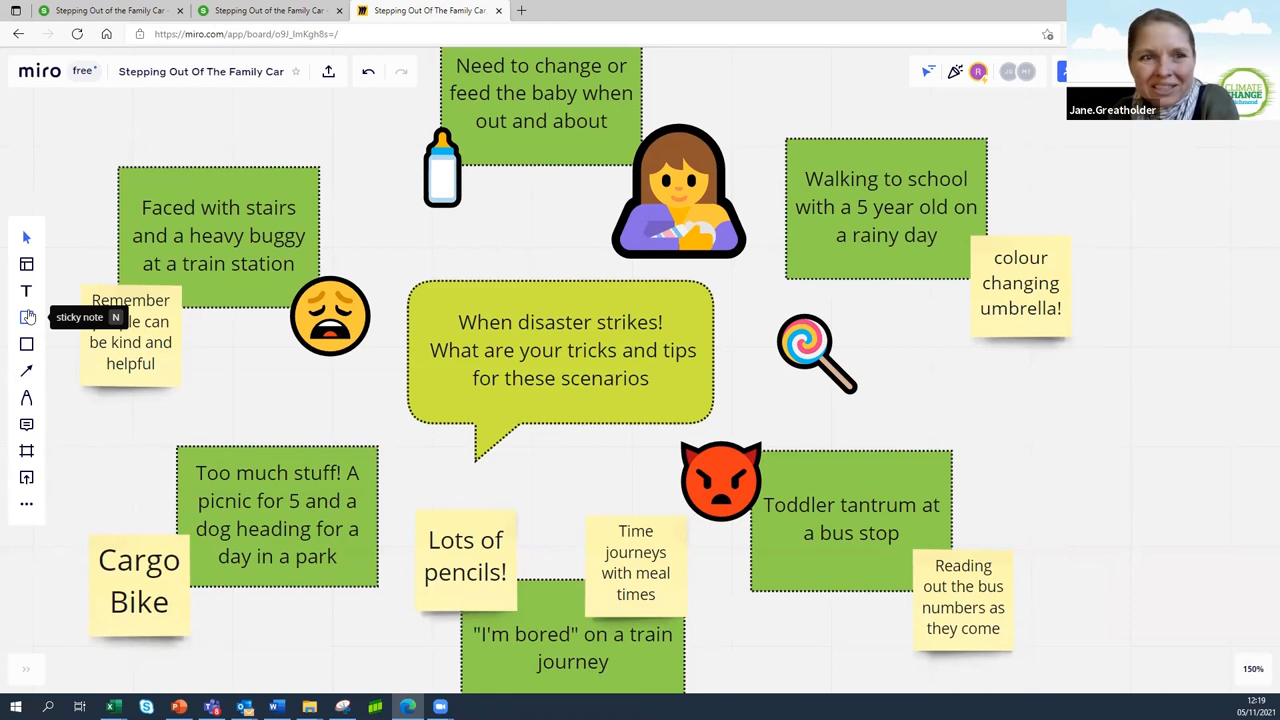 Stepping Out of the Family Car -
Stepping Out of the Family Car -
Stepping Out Of The Family Car,
https://miro.com/app/board/o9J_lmKgh8s=/
miro
free
Stepping Out Of The Family Car
R
JG
MT
Jane.Greatholder
CLIMATE
CHANGE
Richmond
Need to change or
feed the baby when
out and about
Walking to school
with a 5 year old on
a rainy day
colour
changing
umbrella!
Faced with stairs
and a heavy buggy
at a train station
Remember
can
be kind and
helpful
sticky note N
When disaster strikes!
What are your tricks and tips
for these scenarios
Too much stuff! A
picnic for 5 and a
dog heading for a
day in a park
Cargo
Bike
Lots of
pencils!
Time
journeys
with meal
times
"I'm bored" on a train
journey
Toddler tantrum at
a bus stop
Reading
out the bus
numbers as
they come
150%
12:19
05/11/2021